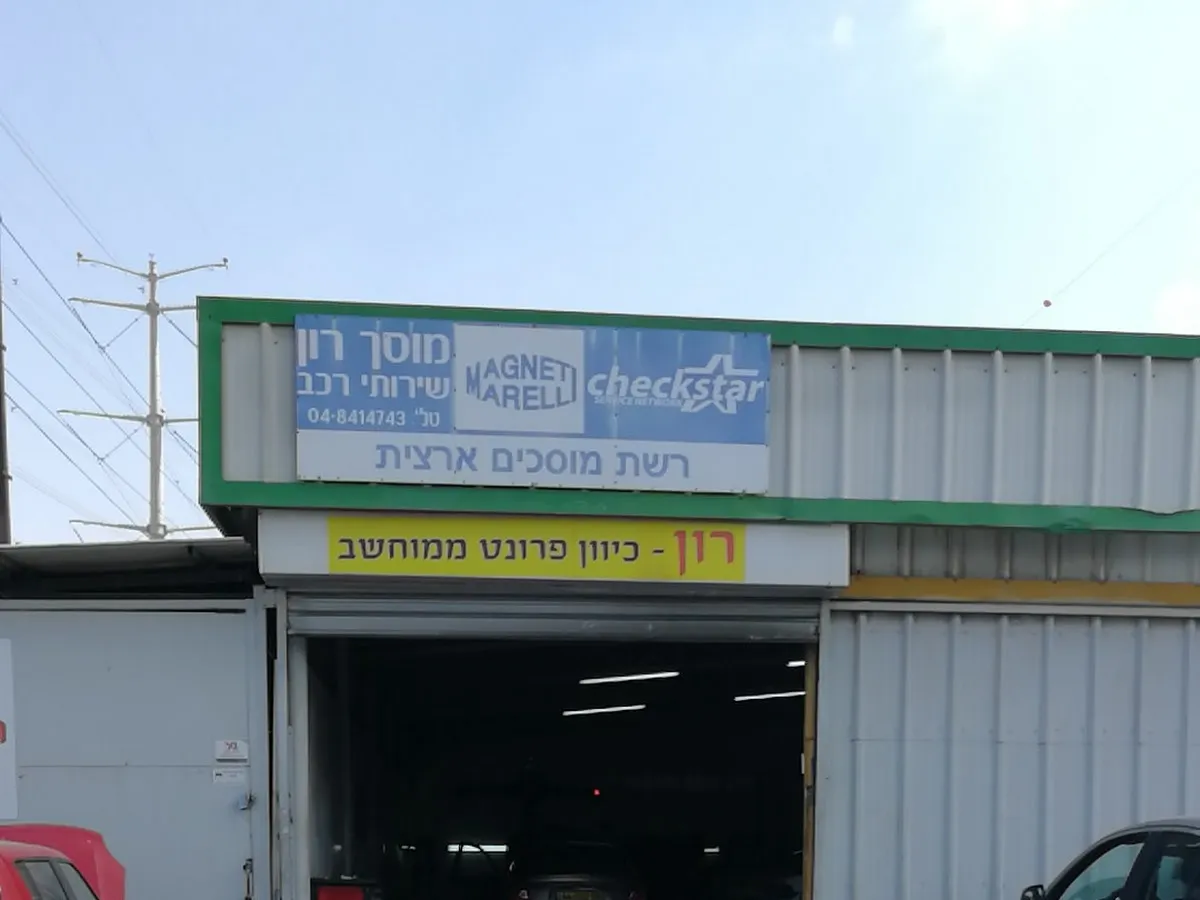 מוסך רון
שירותי רכב
טל' 04-8414743
MAGNETI
MARELLI
checkstar
SERVICE NETWORK
רשת מוסכים ארצית
רון - כיוון פרונט ממוחשב